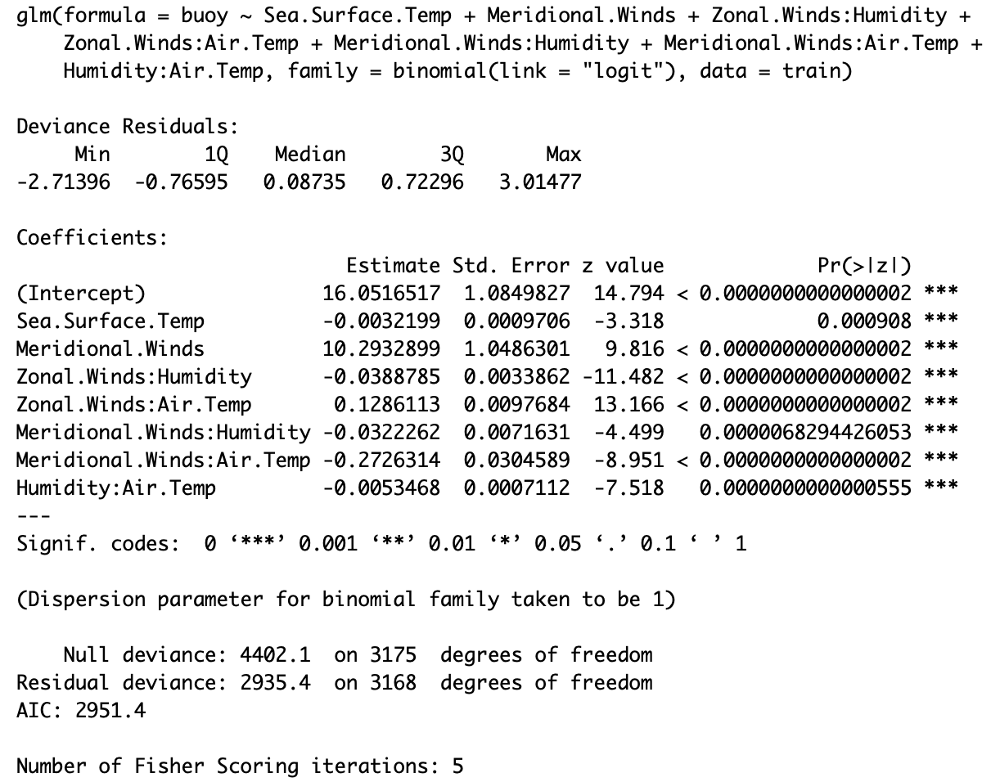 glm(formula = buoy ~ Sea.Surface.Temp + Meridional.Winds + Zonal.Winds:Humidity +
    Zonal.Winds:Air.Temp + Meridional.Winds:Humidity + Meridional.Winds:Air.Temp +
    Humidity:Air.Temp, family = binomial(link = "logit"), data = train)

Deviance Residuals:
     Min        1Q    Median        3Q       Max
-2.71396  -0.76595   0.08735   0.72296   3.01477

Coefficients:
                            Estimate Std. Error z value             Pr(>|z|)
(Intercept)               16.0516517  1.0849827  14.794 < 0.0000000000000002 ***
Sea.Surface.Temp          -0.0032199  0.0009706  -3.318             0.000908 ***
Meridional.Winds          10.2932899  1.0486301   9.816 < 0.0000000000000002 ***
Zonal.Winds:Humidity      -0.0388785  0.0033862 -11.482 < 0.0000000000000002 ***
Zonal.Winds:Air.Temp       0.1286113  0.0097684  13.166 < 0.0000000000000002 ***
Meridional.Winds:Humidity -0.0322262  0.0071631  -4.499   0.0000068294426053 ***
Meridional.Winds:Air.Temp -0.2726314  0.0304589  -8.951 < 0.0000000000000002 ***
Humidity:Air.Temp         -0.0053468  0.0007112  -7.518   0.0000000000000555 ***
---
Signif. codes:  0 ‘***’ 0.001 ‘**’ 0.01 ‘*’ 0.05 ‘.’ 0.1 ‘ ’ 1

(Dispersion parameter for binomial family taken to be 1)

    Null deviance: 4402.1  on 3175  degrees of freedom
Residual deviance: 2935.4  on 3168  degrees of freedom
AIC: 2951.4

Number of Fisher Scoring iterations: 5